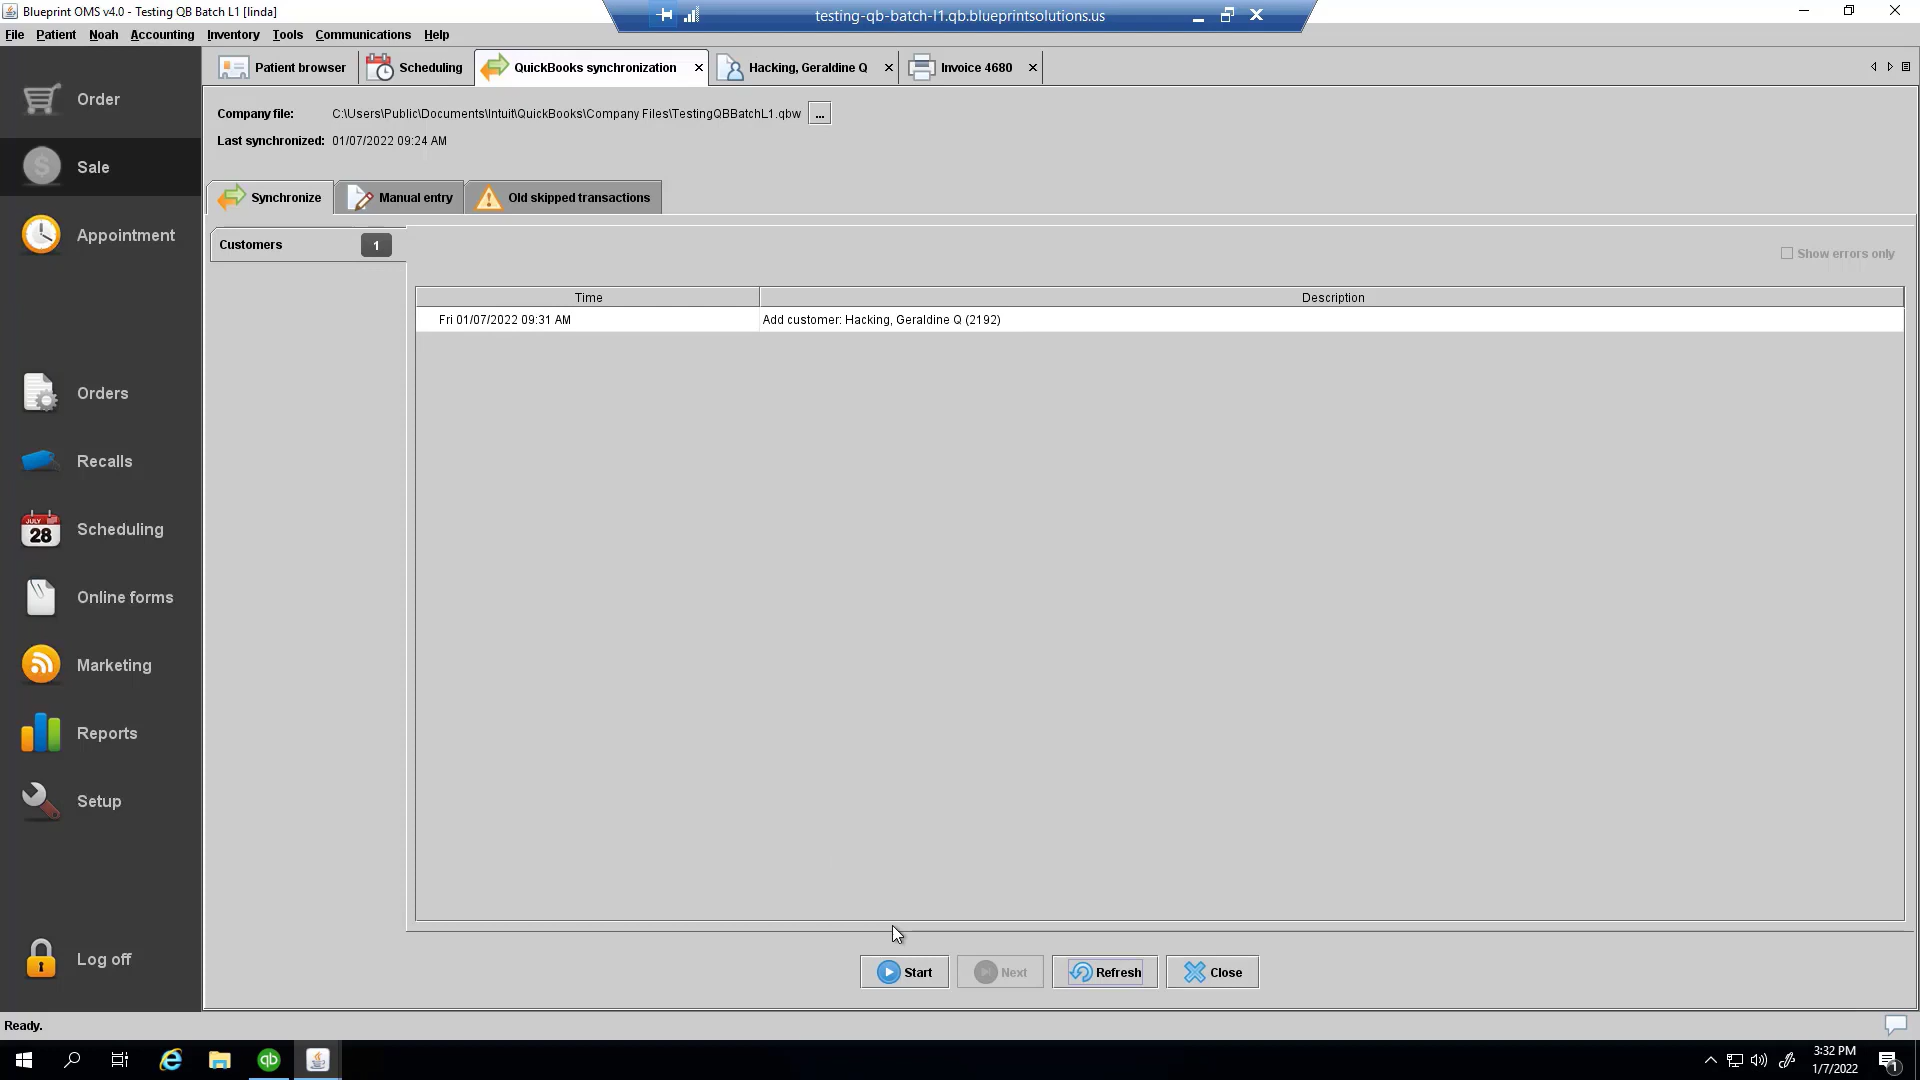 Blueprint OMS v4.0 - Testing QB Batch L1 [linda]
testing-qb-batch-l1.qb.blueprintsolutions.us
File Patient Noah Accounting Inventory Tools Communications Help
Patient browser
Scheduling
QuickBooks synchronization
Hacking, Geraldine Q
Invoice 4680
Order
Sale
Appointment
Orders
Recalls
JULY
28
Scheduling
Online forms
Marketing
Reports
Setup
Log off
Company file: C:\Users\Public\Documents\Intuit\QuickBooks\Company Files\TestingQBBatchL1.qbw ...
Last synchronized: 01/07/2022 09:24 AM
Synchronize
Manual entry
Old skipped transactions
Customers 1
Show errors only
Time Description
Fri 01/07/2022 09:31 AM Add customer: Hacking, Geraldine Q (2192)
Start
Next
Refresh
Close
Ready.
qb
3:32 PM
1/7/2022
1